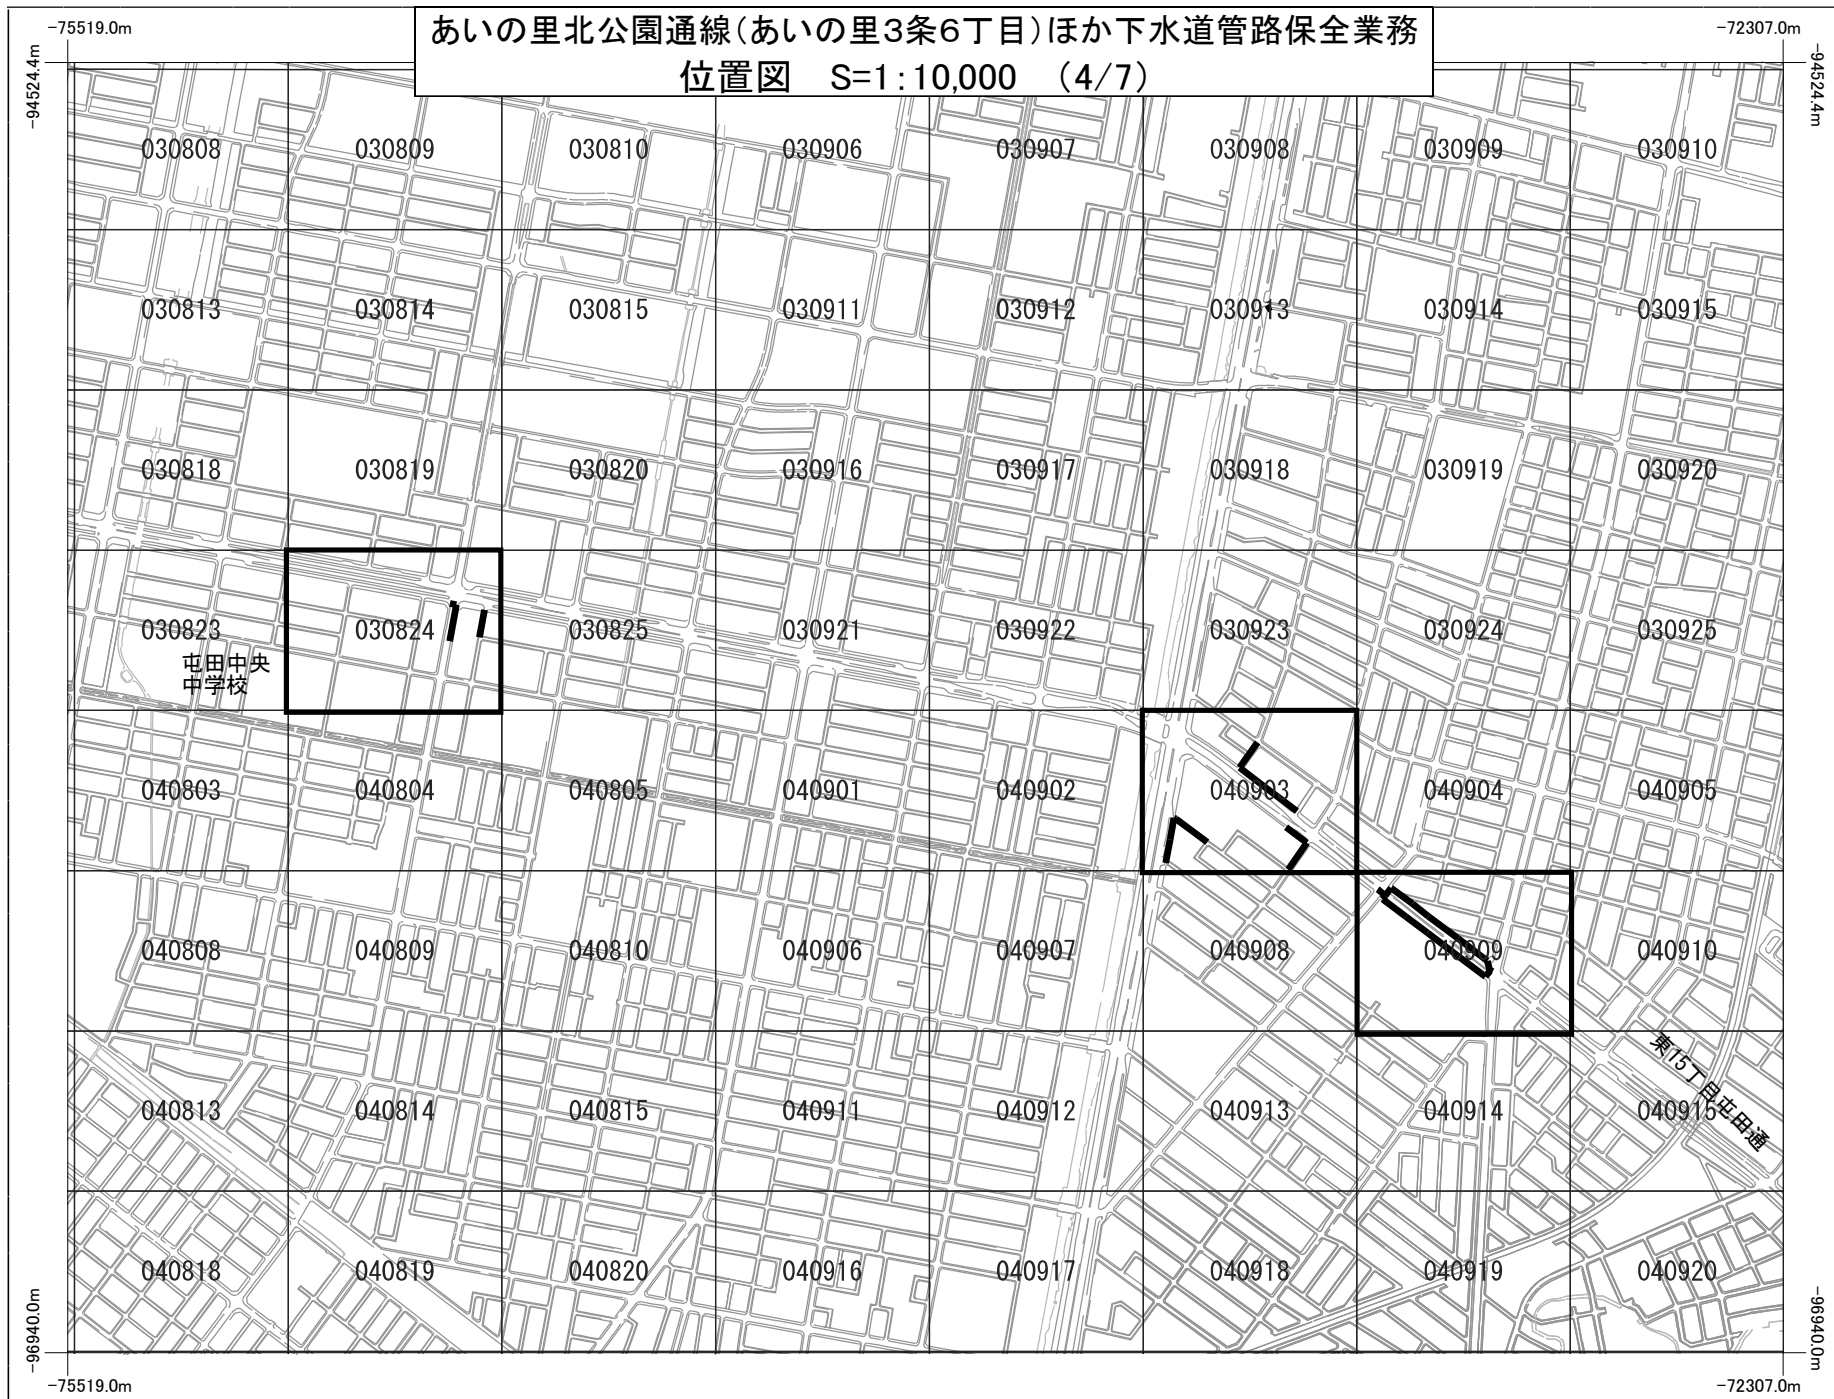 あいの里北公園通線(あいの里3条6丁目)ほか下水道管路保全業務
位置図 S=1:10,000 (4/7)
-75519.0m
-72307.0m
-94524.4m
-94524.4m
030808 030809 030810 030906 030907 030908 030909 030910
030813 030814 030815 030911 030912 030913 030914 030915
030818 030819 030820 030916 030917 030918 030919 030920
030823 030824 030825 030921 030922 030923 030924 030925
屯田中央
中学校
040803 040804 040805 040901 040902 040903 040904 040905
040808 040809 040810 040906 040907 040908 040909 040910
東15丁目屯田通
040813 040814 040815 040911 040912 040913 040914 040915
040818 040819 040820 040916 040917 040918 040919 040920
-96940.0m
-96940.0m
-75519.0m
-72307.0m